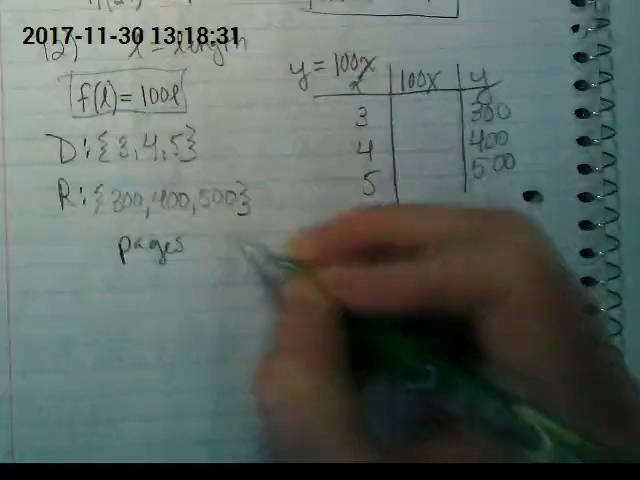 2017-11-30 13:18:31
12) l = length
f(l) = 100l
D: {3, 4, 5}
R: {300, 400, 500}
pages
y = 100x
x 100x y
3 300
4 400
5 500